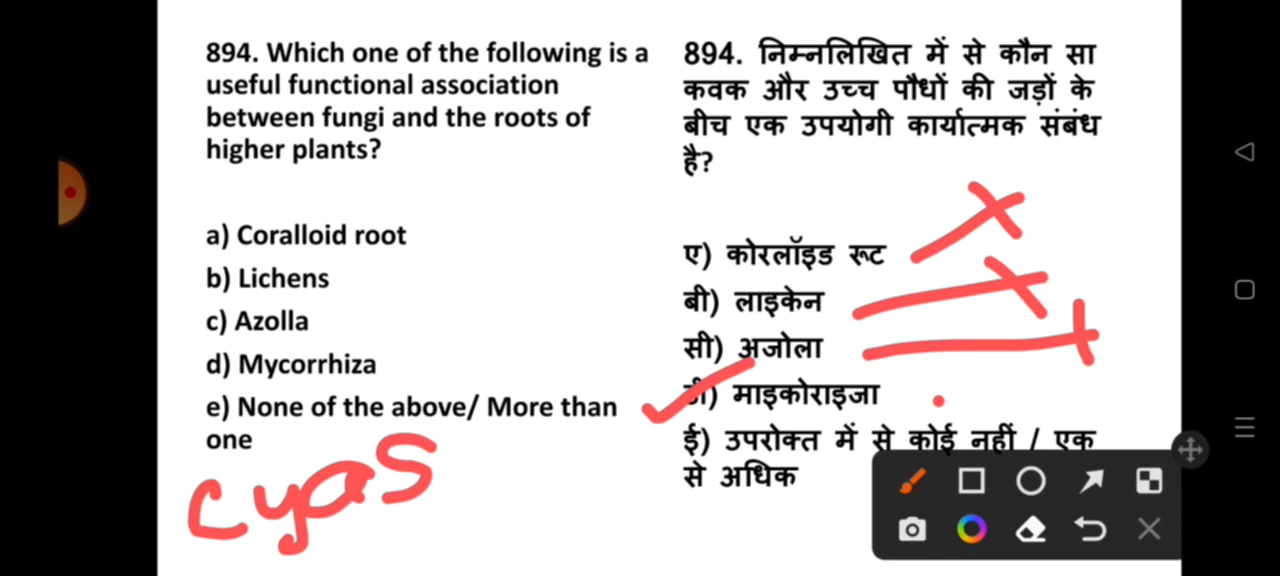 894. Which one of the following is a
useful functional association
between fungi and the roots of
higher plants?
a) Coralloid root
b) Lichens
c) Azolla
d) Mycorrhiza
e) None of the above/ More than
one
cyas
894. निम्नलिखित में से कौन सा
कवक और उच्च पौधों की जड़ों के
बीच एक उपयोगी कार्यात्मक संबंध
है?
ए) कोरलॉइड रूट
बी) लाइकेन
सी) अजोला
डी) माइकोराइजा
ई) उपरोक्त में से कोई नहीं / एक
से अधिक